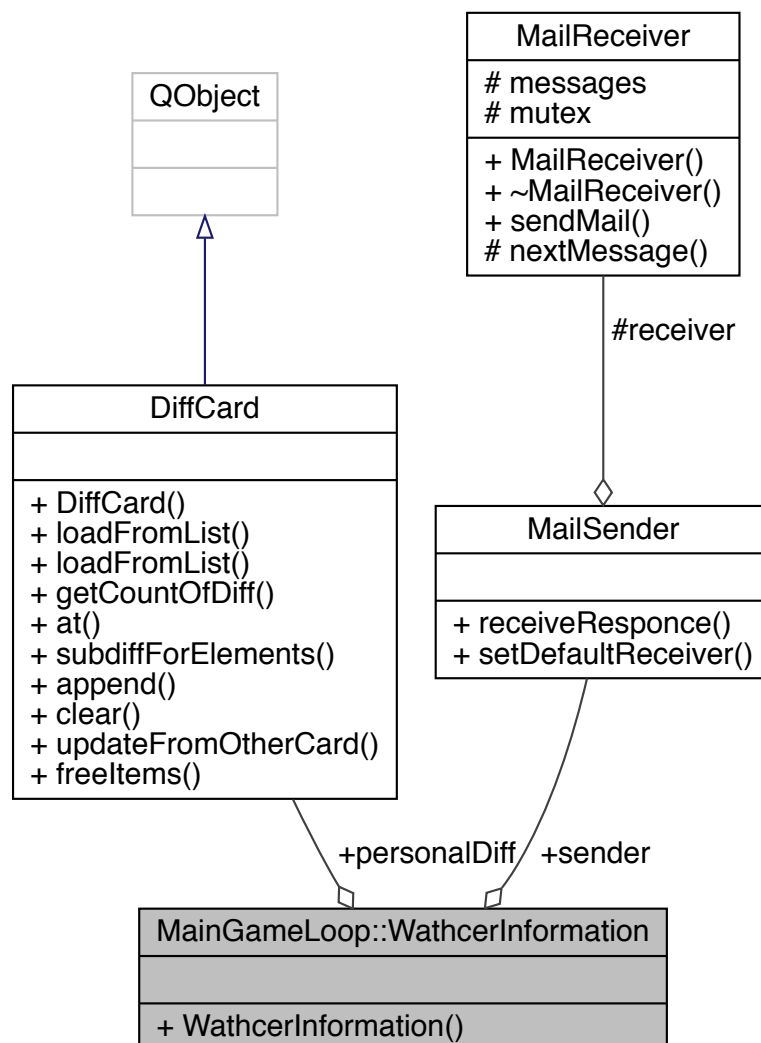 MailReceiver
# messages
# mutex
+ MailReceiver()
+ ~MailReceiver()
+ sendMail()
# nextMessage()
QObject
#receiver
DiffCard
+ DiffCard()
+ loadFromList()
+ loadFromList()
+ getCountOfDiff()
+ at()
+ subdiffForElements()
+ append()
+ clear()
+ updateFromOtherCard()
+ freeItems()
MailSender
+ receiveResponce()
+ setDefaultReceiver()
+personalDiff
+sender
MainGameLoop::WathcerInformation
+ WathcerInformation()